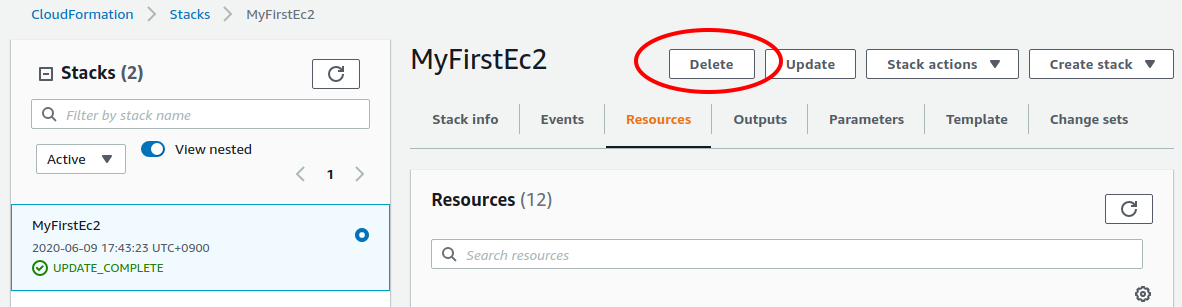 CloudFormation > Stacks > MyFirstEc2
Stacks (2)
Filter by stack name
Active
View nested
1
MyFirstEc2
2020-06-09 17:43:23 UTC+0900
UPDATE_COMPLETE
MyFirstEc2
Delete
Update
Stack actions
Create stack
Stack info
Events
Resources
Outputs
Parameters
Template
Change sets
Resources (12)
Search resources